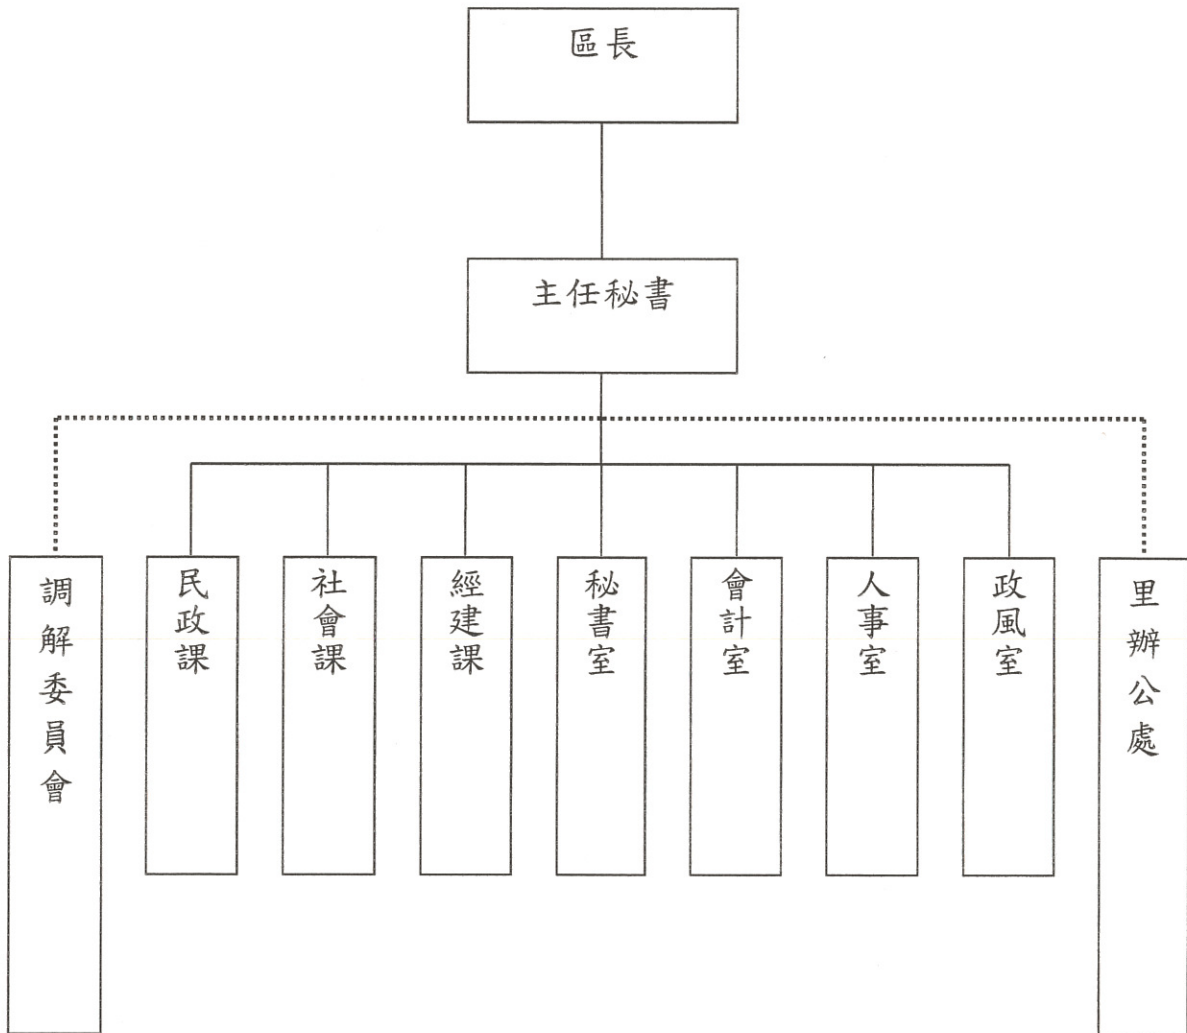 區長
主任秘書
調解委員會
民政課
社會課
經建課
秘書室
會計室
人事室
政風室
里辦公處